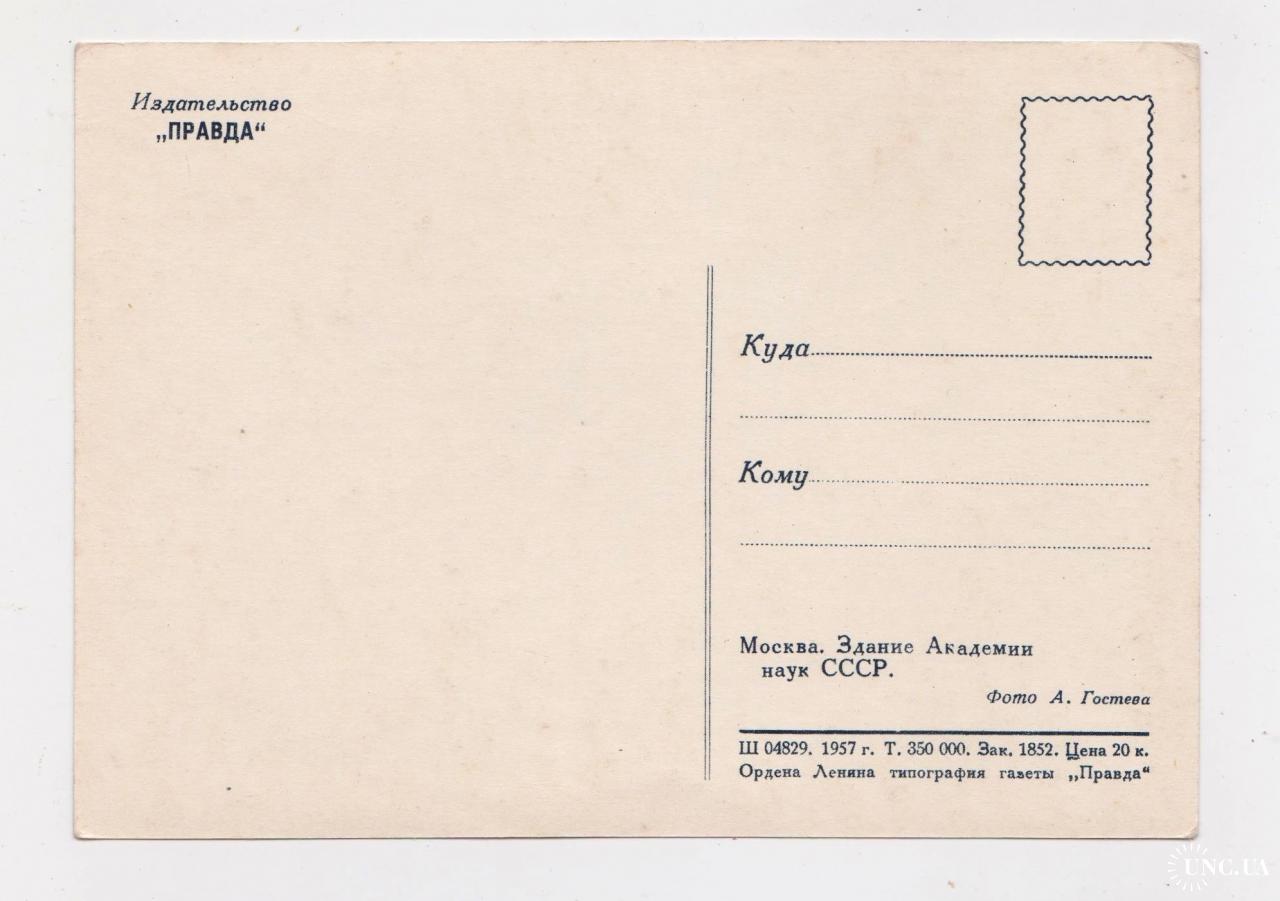 Издательство
„ПРАВДА“
Куда
Кому
Москва. Здание Академии
наук СССР.
Фото А. Гостева
Ш 04829. 1957 г. Т. 350 000. Зак. 1852. Цена 20 к.
Ордена Ленина типография газеты „Правда“
UNC.UA